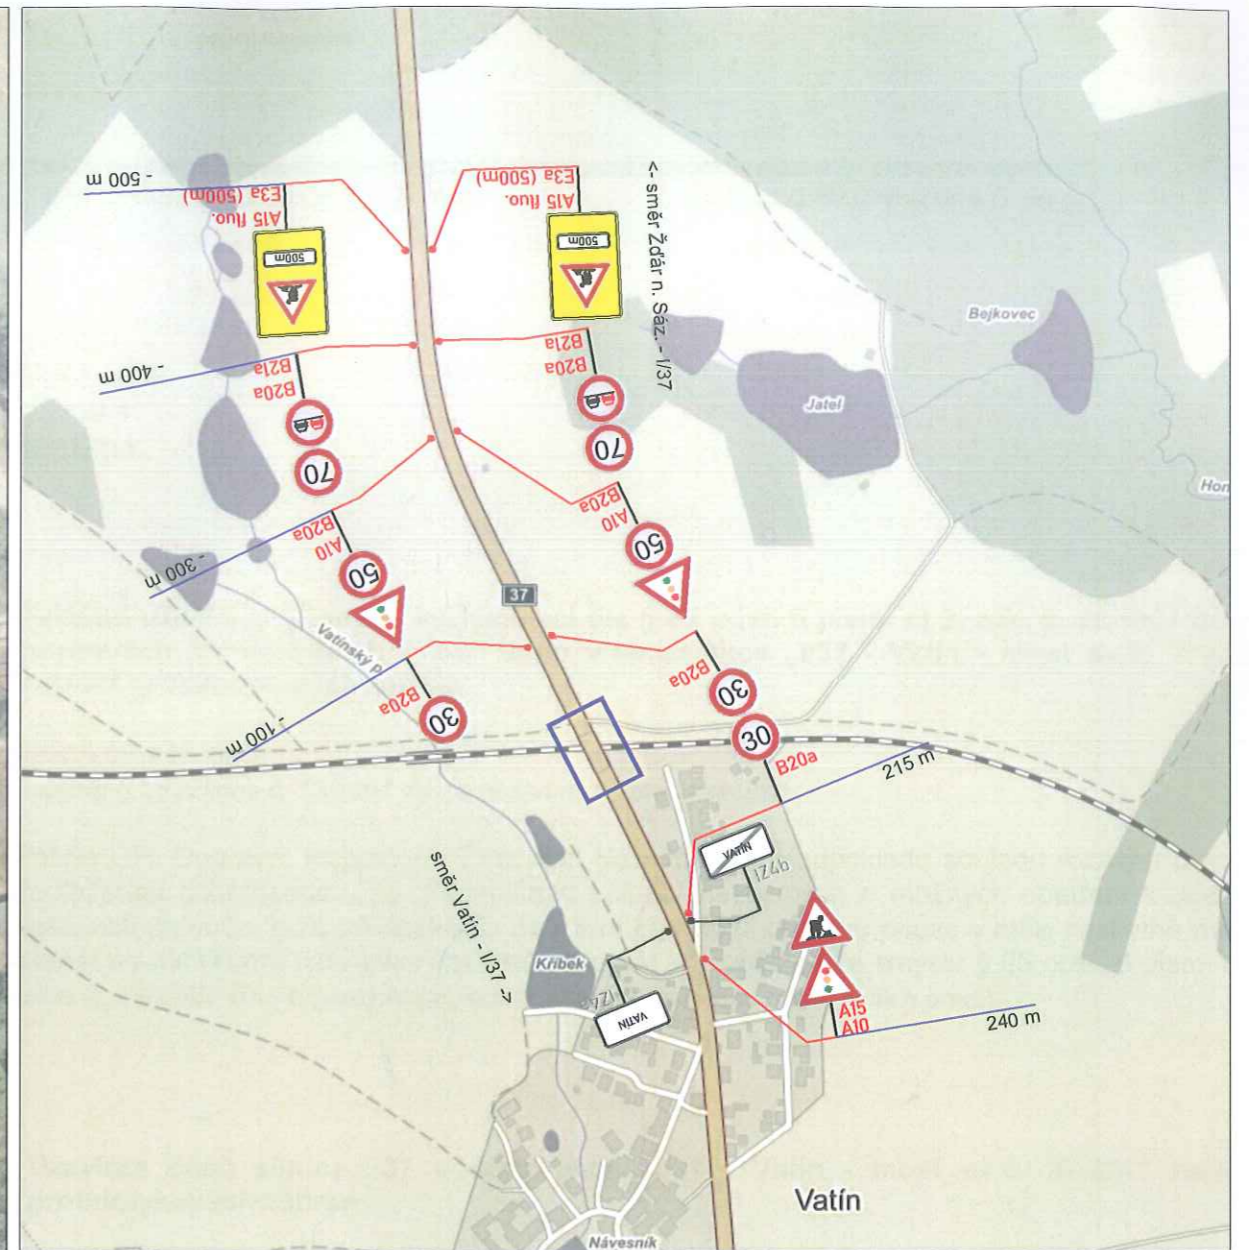 - 500 m
E3a (500m)
A15 fluo.
500m
E3a (500m)
A15 fluo.
500m
<- směr Žďár n. Sáz. - I/37
- 400 m
B21a
B20a
70
B21a
B20a
70
Bejkovec
Jatel
Hon
- 300 m
B20a
A10
50
B20a
A10
50
37
Vatínský p.
- 100 m
B20a
30
B20a
30
30
B20a
215 m
VATÍN
IZ4b
směr Vatín - I/37 ->
Křibek
VATÍN
A15
A10
240 m
Vatín
Návesník